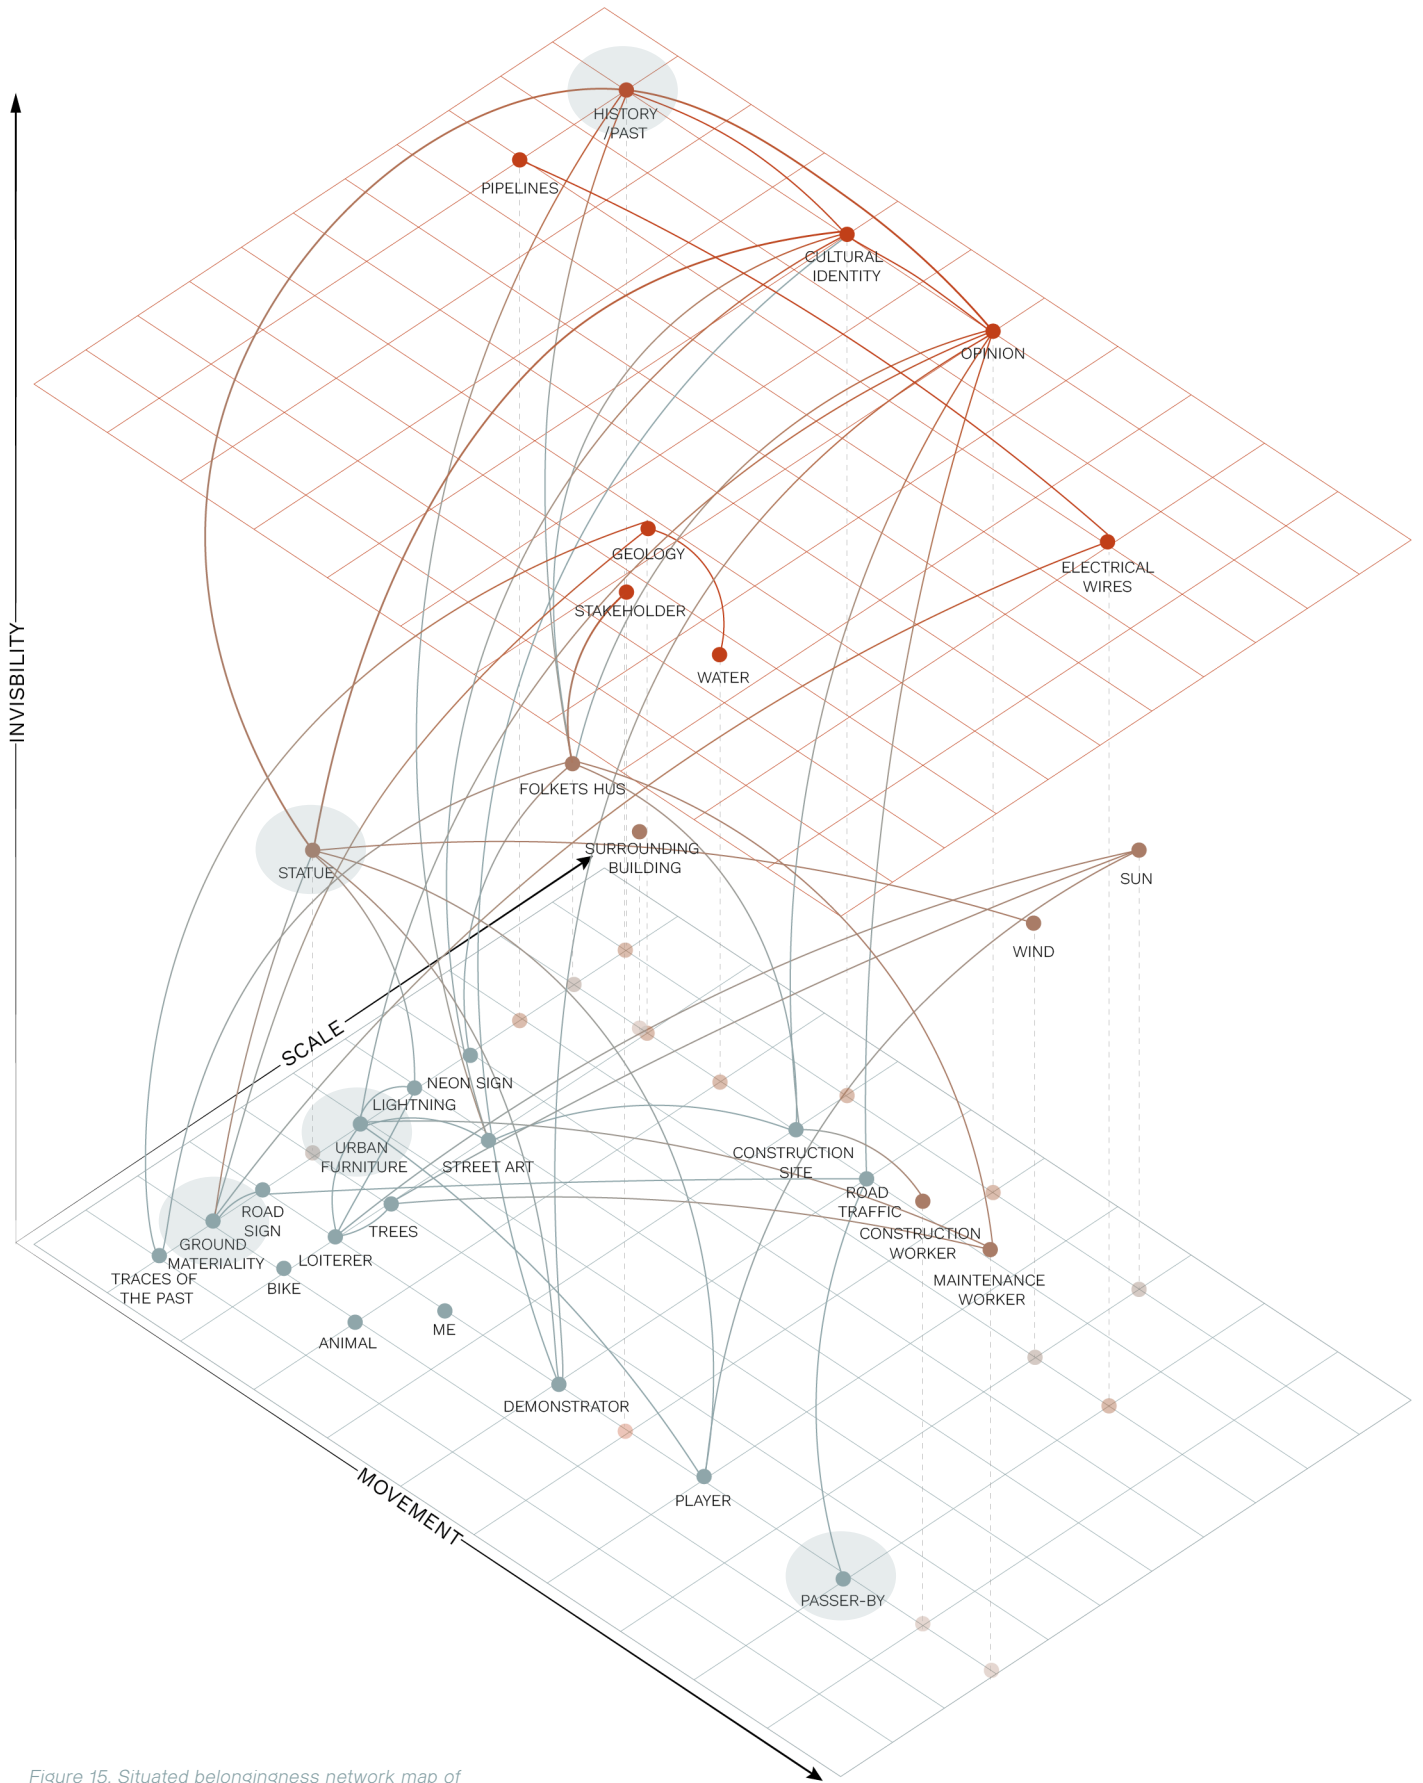 HISTORY
/PAST
PIPELINES
CULTURAL
IDENTITY
OPINION
GEOLOGY
ELECTRICAL
WIRES
STAKEHOLDER
WATER
INVISBILITY
FOLKETS HUS
SURROUNDING
BUILDING
STATUE
SUN
WIND
SCALE
NEON SIGN
LIGHTNING
URBAN
FURNITURE
STREET ART
CONSTRUCTION
SITE
ROAD
TRAFFIC
ROAD
SIGN
TREES
CONSTRUCTION
WORKER
GROUND
MATERIALITY
LOITERER
TRACES OF
THE PAST
BIKE
MAINTENANCE
WORKER
ANIMAL
ME
DEMONSTRATOR
PLAYER
MOVEMENT
PASSER-BY
Figure 15. Situated belongingness network map of